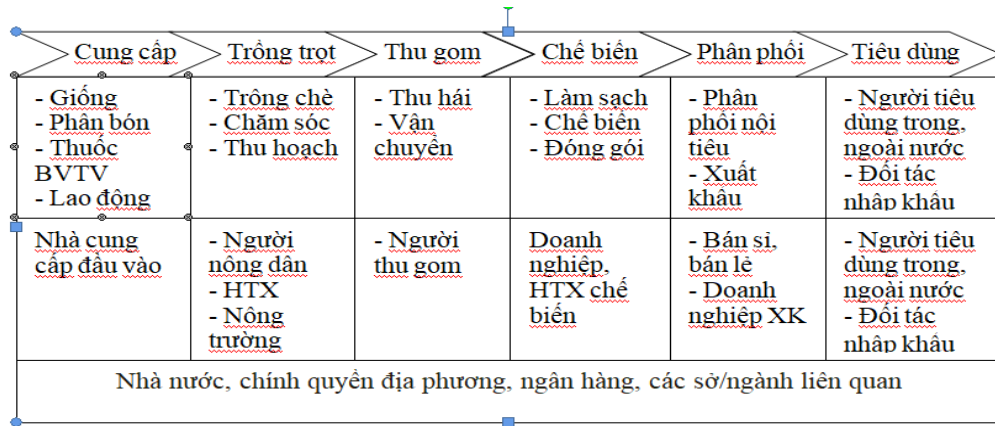 Cung cấp
Trồng trọt
Thu gom
Chế biến
Phân phối
Tiêu dùng
- Giống
- Phân bón
- Thuốc
BVTV
- Lao động
- Trông chè
- Chăm sóc
- Thu hoạch
- Thu hái
- Vận
chuyển
- Làm sạch
- Chế biến
- Đóng gói
- Phân
phối nội
tiêu
- Xuất
khẩu
- Người tiêu
dùng trong,
ngoài nước
- Đối tác
nhập khẩu
Nhà cung
cấp đầu vào
- Người
nông dân
- HTX
- Nông
trường
- Người
thu gom
Doanh
nghiệp,
HTX chế
biến
- Bán sỉ,
bán lẻ
- Doanh
nghiệp XK
- Người tiêu
dùng trong,
ngoài nước
- Đối tác
nhập khẩu
Nhà nước, chính quyền địa phương, ngân hàng, các sở/ngành liên quan